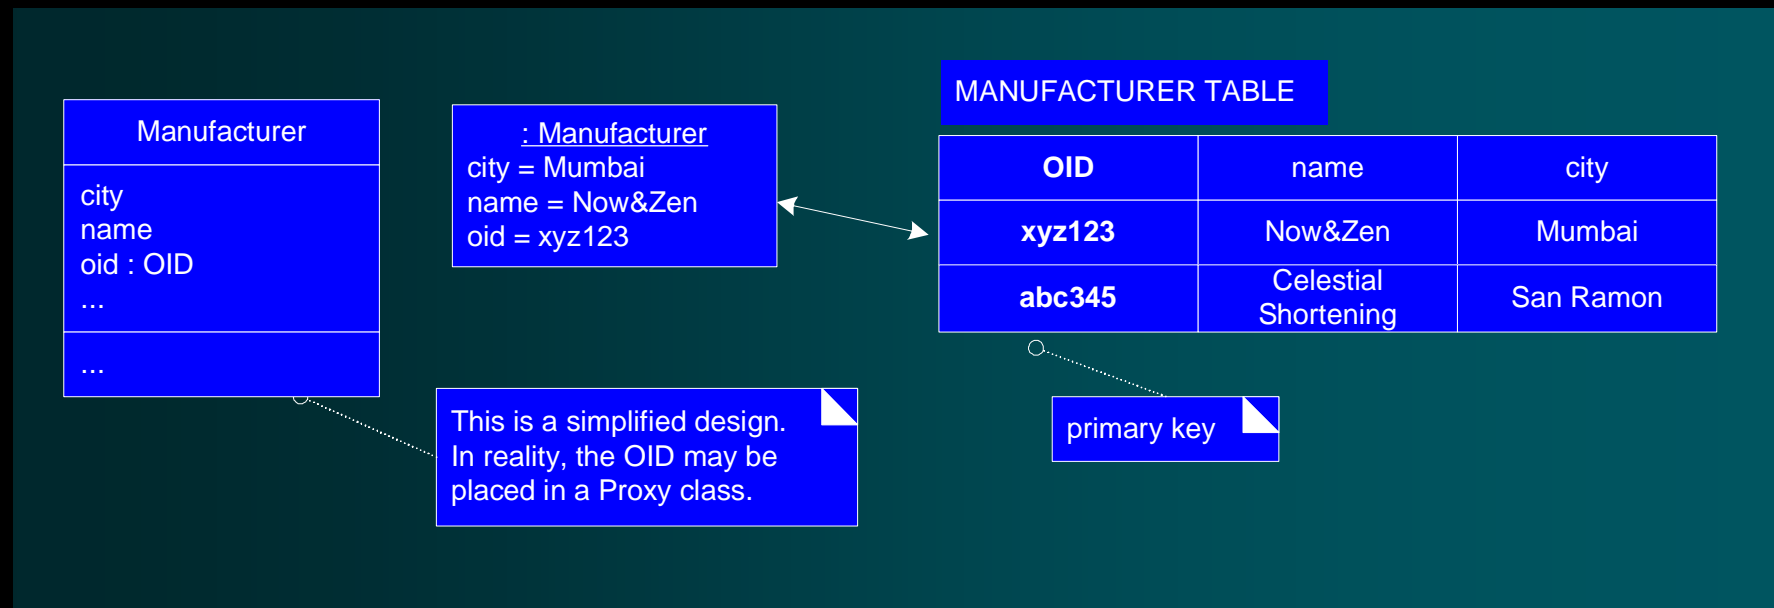 Manufacturer
city
name
oid : OID
...
...
: Manufacturer
city = Mumbai
name = Now&Zen
oid = xyz123
This is a simplified design.
In reality, the OID may be
placed in a Proxy class.
MANUFACTURER TABLE
OID name city
xyz123 Now&Zen Mumbai
abc345 Celestial Shortening San Ramon
primary key